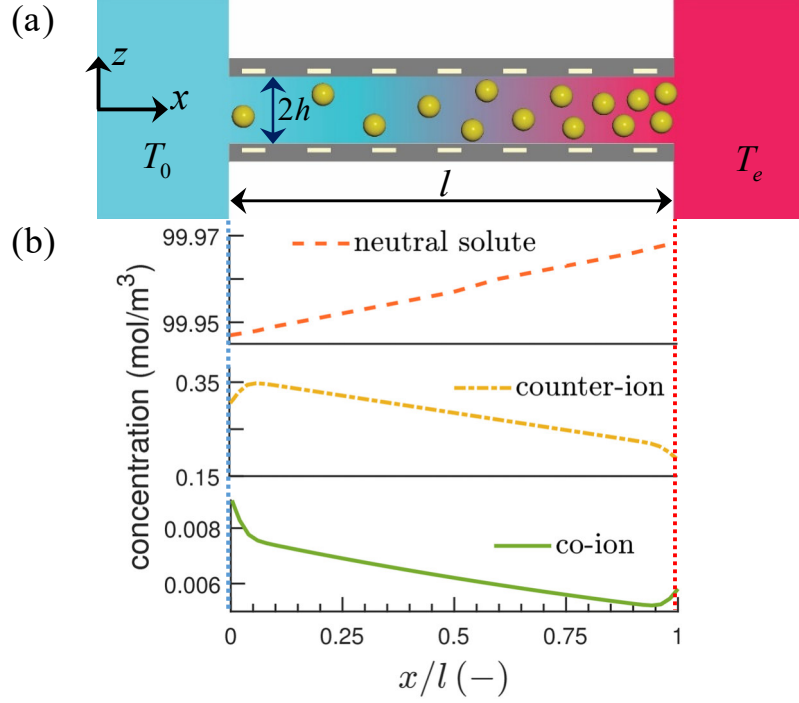 (a)
z
x
2h
T₀
Tₑ
l
(b)
concentration (mol/m³)
99.97
neutral solute
99.95
0.35
counter-ion
0.15
0.008
co-ion
0.006
0 0.25 0.5 0.75 1
x/l (−)